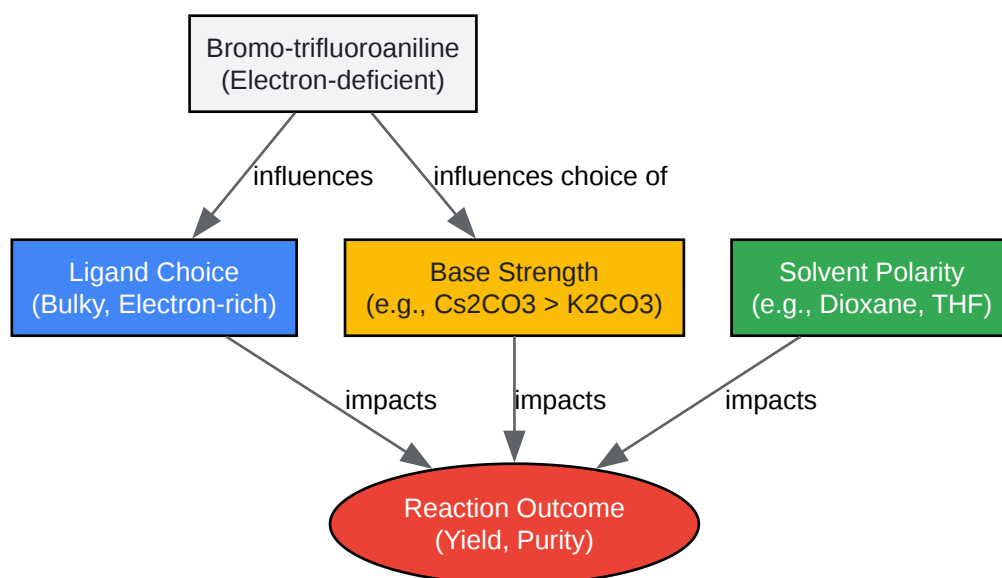 Bromo-trifluoroaniline
(Electron-deficient)
influences
influences choice of
Ligand Choice
(Bulky, Electron-rich)
Base Strength
(e.g., Cs2CO3 > K2CO3)
Solvent Polarity
(e.g., Dioxane, THF)
impacts
impacts
impacts
Reaction Outcome
(Yield, Purity)